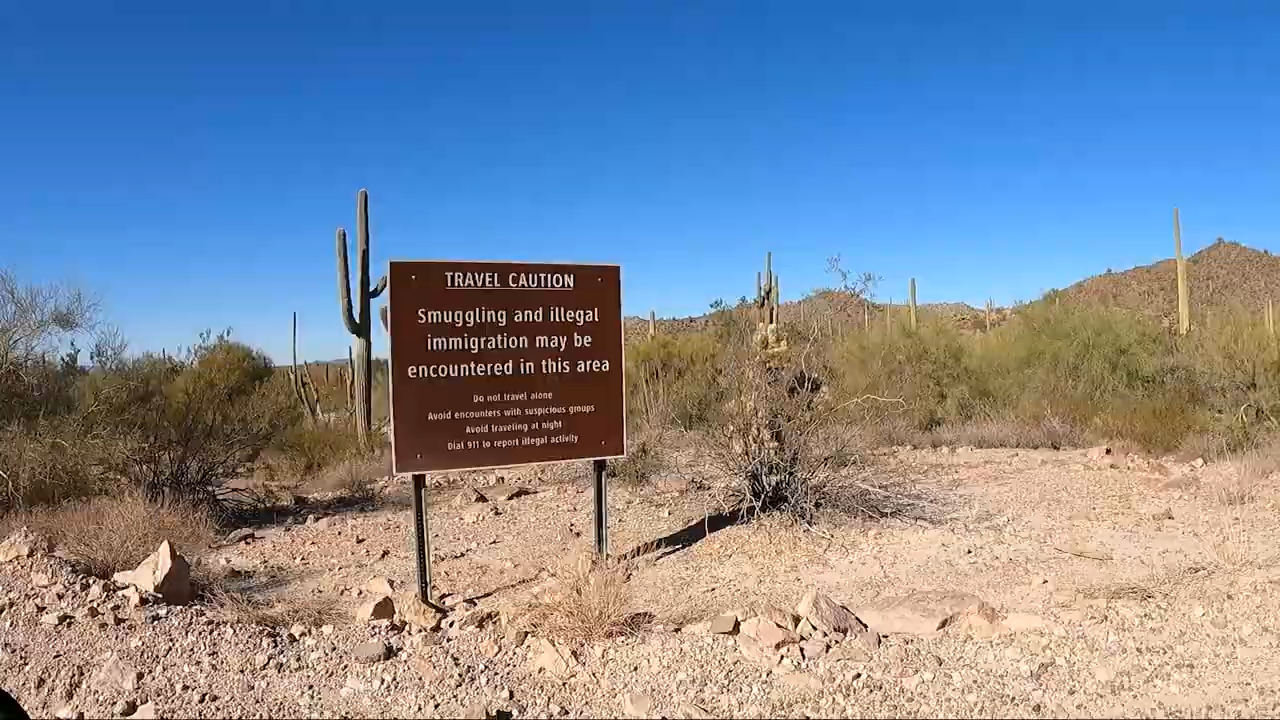 TRAVEL CAUTION
Smuggling and illegal
immigration may be
encountered in this area
Do not travel alone
Avoid encounters with suspicious groups
Avoid traveling at night
Dial 911 to report illegal activity